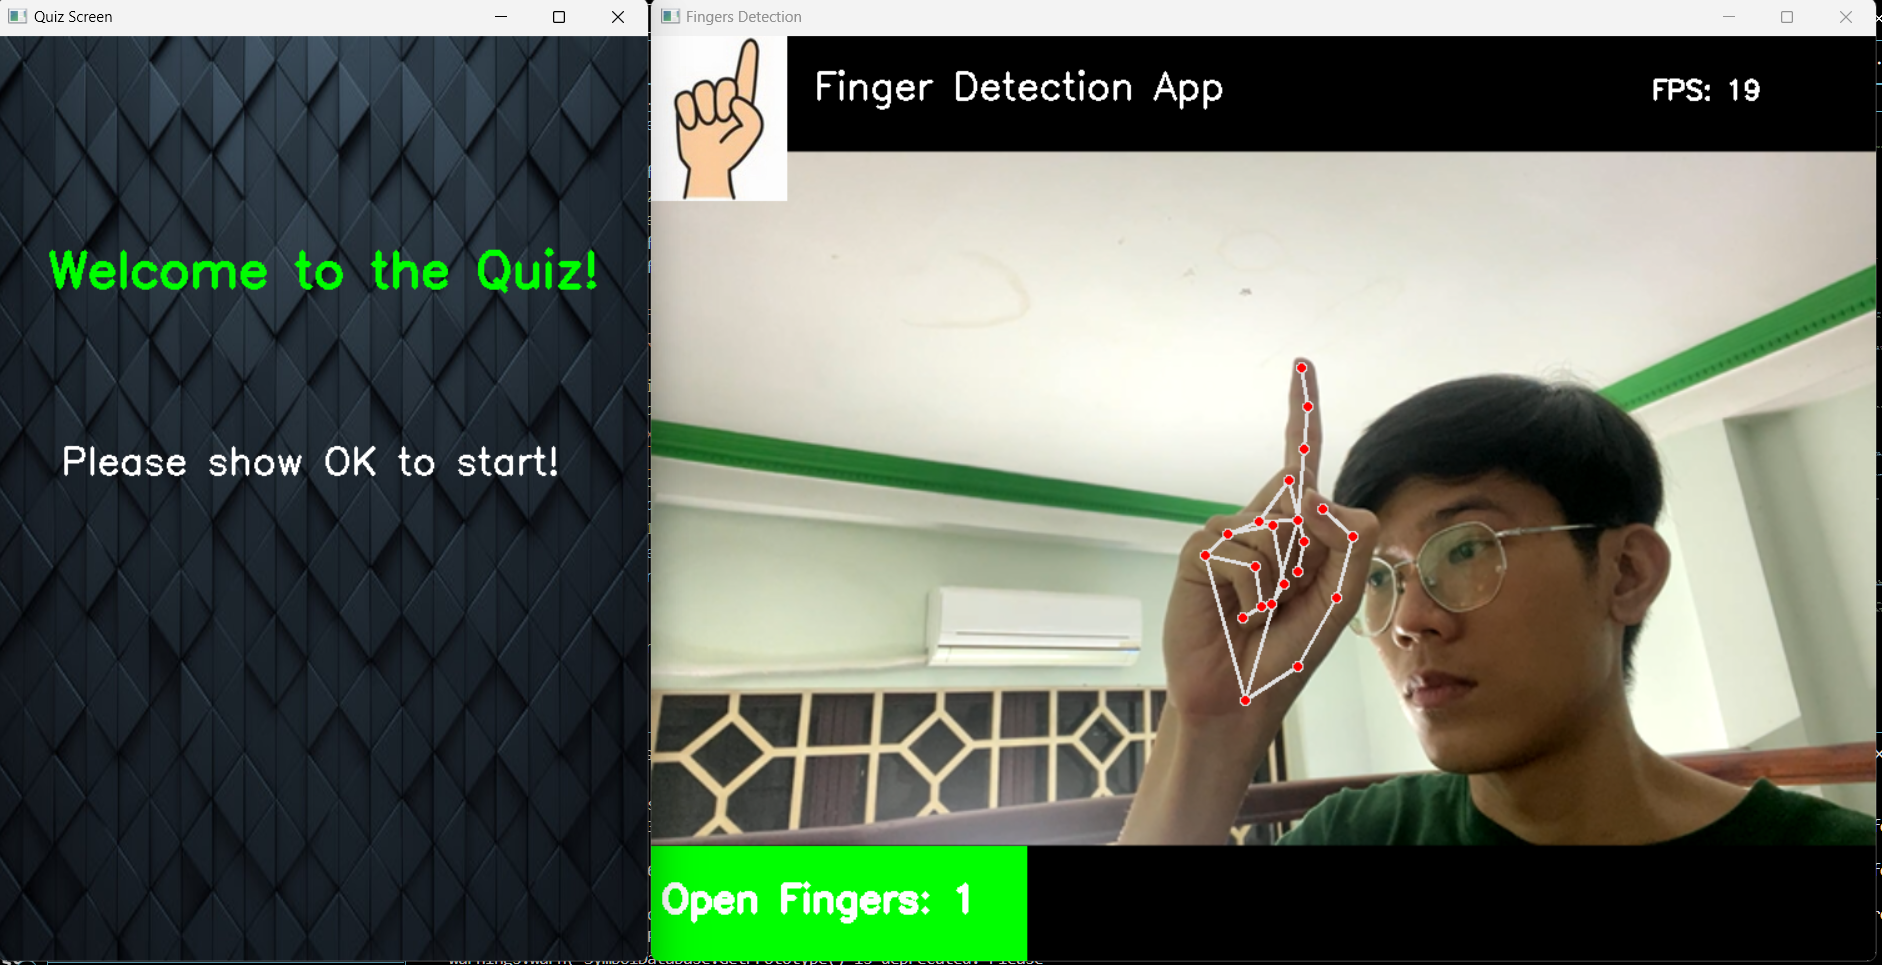 Quiz Screen
Welcome to the Quiz!
Please show OK to start!
Fingers Detection
Finger Detection App
FPS: 19
Open Fingers: 1